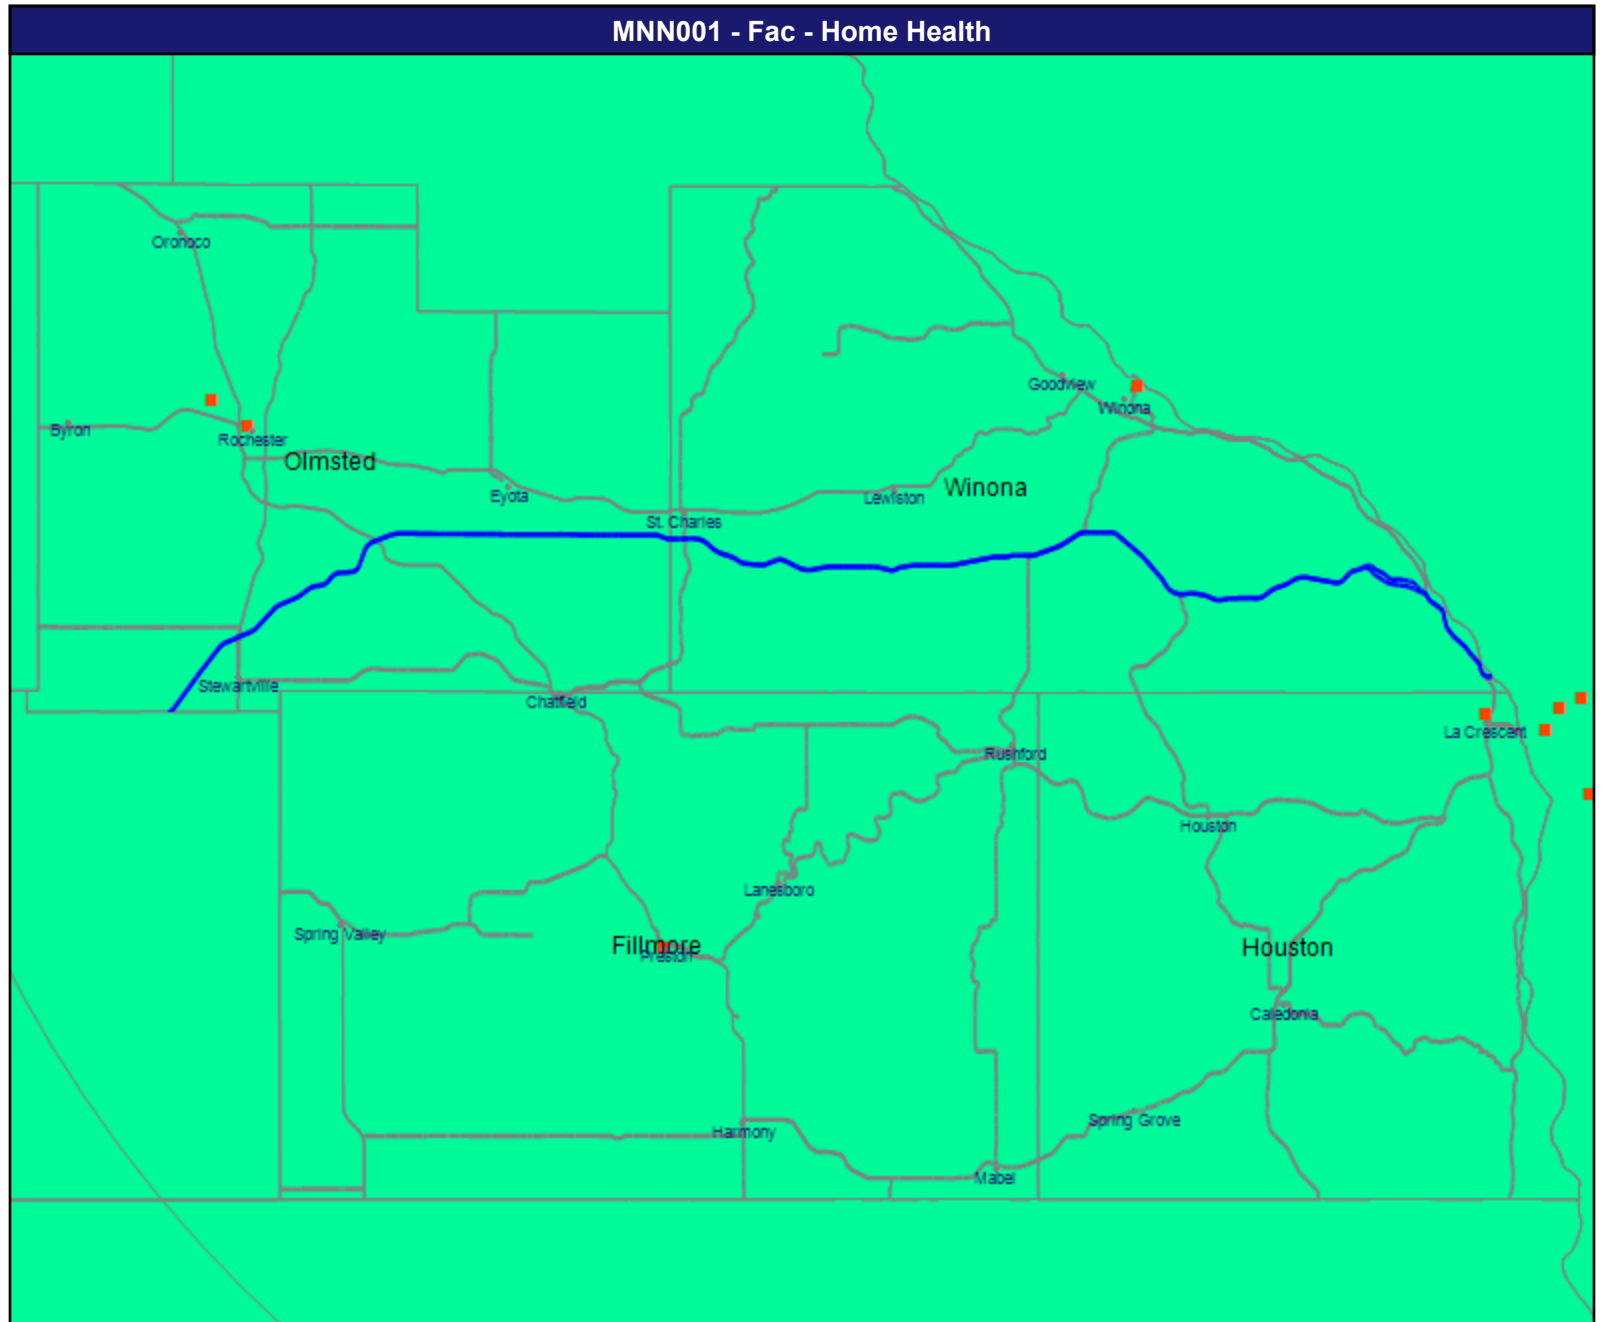 MNN001 - Fac - Home Health
Oronoco
Goodview
Winona
Byron
Rochester
Olmsted
Eyota
Lewiston
Winona
St. Charles
Stewartville
Chatfield
La Crescent
Rushford
Houston
Lanesboro
Spring Valley
Fillmore
Preston
Houston
Caledonia
Spring Grove
Harmony
Mabel